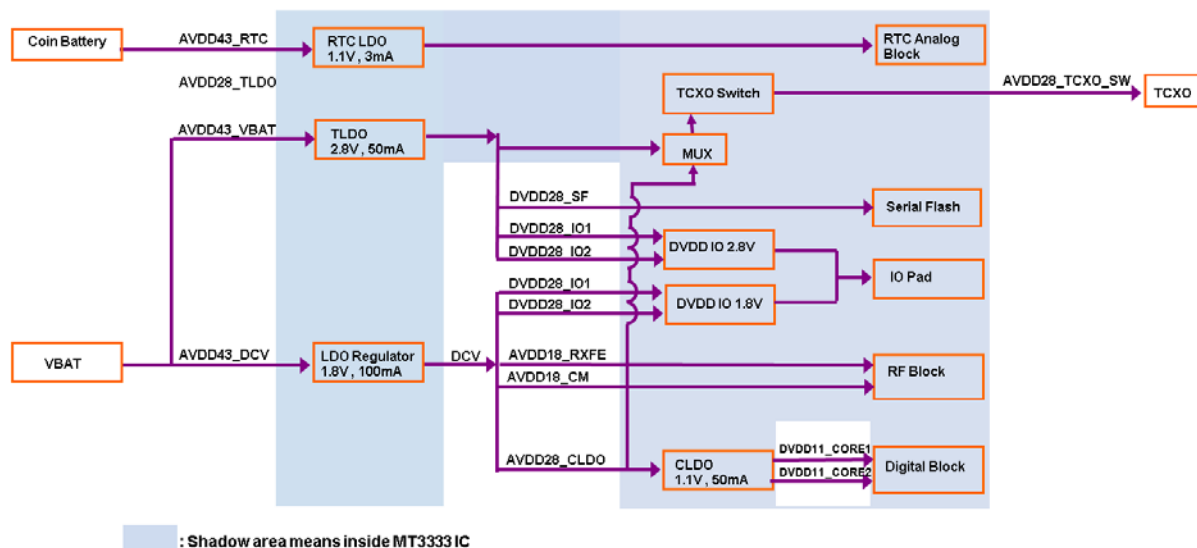 Coin Battery
AVDD43_RTC
RTC LDO
1.1V, 3mA
RTC Analog
Block
AVDD28_TLDO
TCXO Switch
AVDD28_TCXO_SW
TCXO
AVDD43_VBAT
TLDO
2.8V, 50mA
MUX
DVDD28_SF
Serial Flash
DVDD28_IO1
DVDD28_IO2
DVDD IO 2.8V
IO Pad
DVDD28_IO1
DVDD28_IO2
DVDD IO 1.8V
VBAT
AVDD43_DCV
LDO Regulator
1.8V, 100mA
DCV
AVDD18_RXFE
AVDD18_CM
RF Block
AVDD28_CLDO
CLDO
1.1V, 50mA
DVDD11_CORE1
DVDD11_CORE2
Digital Block
: Shadow area means inside MT3333 IC